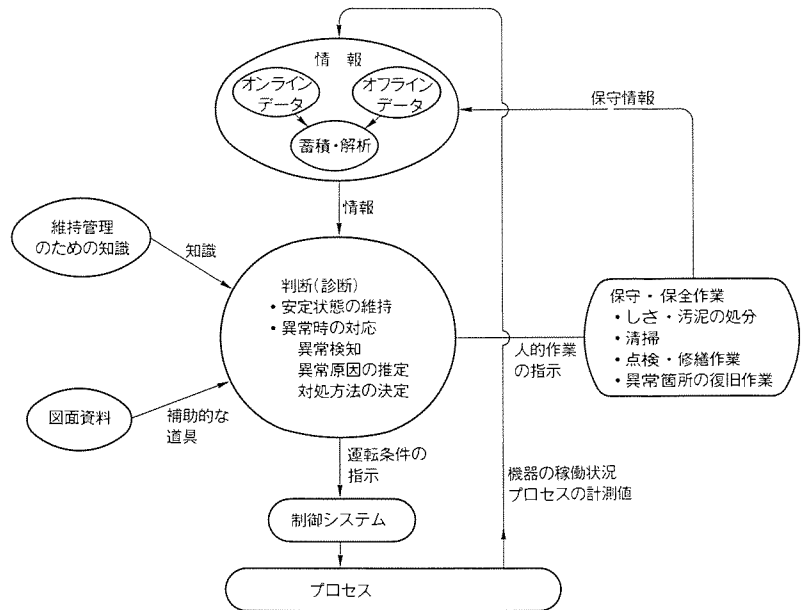 情 報
オンライン
データ
オフライン
データ
蓄積・解析
保守情報
情報
維持管理
のための知識
知識
判断(診断)
・安定状態の維持
・異常時の対応
異常検知
異常原因の推定
対処方法の決定
人的作業
の指示
保守・保全作業
・しさ・汚泥の処分
・清掃
・点検・修繕作業
・異常箇所の復旧作業
図面資料
補助的な
道具
運転条件の
指示
機器の稼働状況
プロセスの計測値
制御システム
プロセス